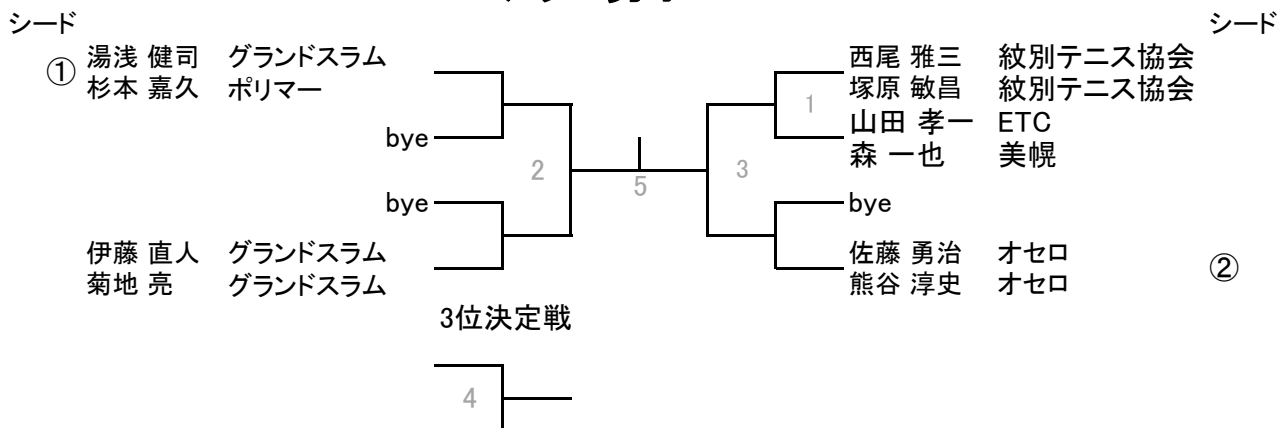 シード シード
① 湯浅 健司 グランドスラム
杉本 嘉久 ポリマー
bye
2
bye
伊藤 直人 グランドスラム
菊地 亮 グランドスラム
5
西尾 雅三 紋別テニス協会
塚原 敏昌 紋別テニス協会
1
山田 孝一 ETC
森 一也 美幌
3
bye
佐藤 勇治 オセロ
熊谷 淳史 オセロ
②
3位決定戦
4